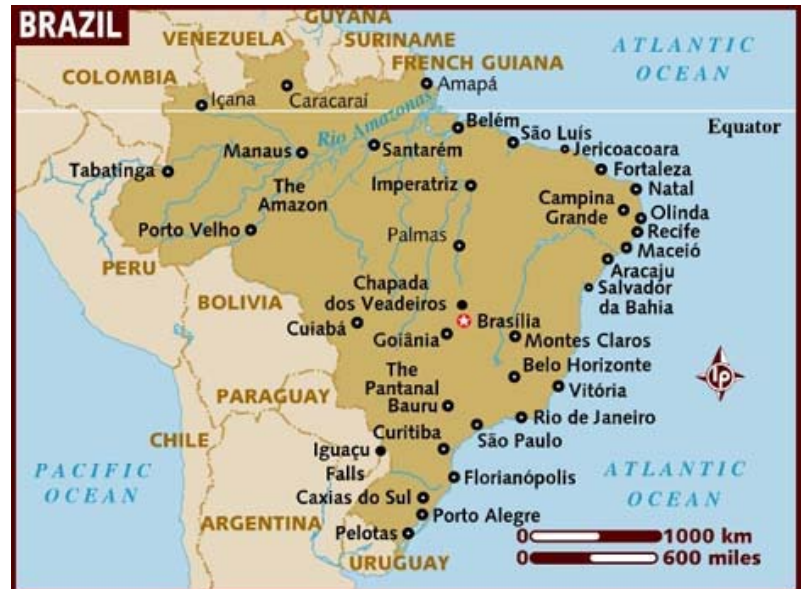 BRAZIL
GUYANA
VENEZUELA
SURINAME
ATLANTIC
OCEAN
COLOMBIA
FRENCH GUIANA
Içana
Caracaraí
Amapá
Rio Amazonas
Belém
São Luís
Equator
Manaus
Santarém
Jericoacoara
Tabatinga
Fortaleza
The
Amazon
Imperatriz
Natal
Campina
Grande
Olinda
Porto Velho
Palmas
Recife
Maceió
PERU
Aracaju
BOLIVIA
Chapada
dos Veadeiros
Salvador
da Bahia
Cuiabá
Brasília
Goiânia
Montes Claros
The
Pantanal
Belo Horizonte
PARAGUAY
Bauru
Vitória
Rio de Janeiro
CHILE
Curitiba
São Paulo
Iguaçu
Falls
PACIFIC
OCEAN
Florianópolis
ATLANTIC
OCEAN
Caxias do Sul
ARGENTINA
Porto Alegre
Pelotas
URUGUAY
0 1000 km
0 600 miles
lp